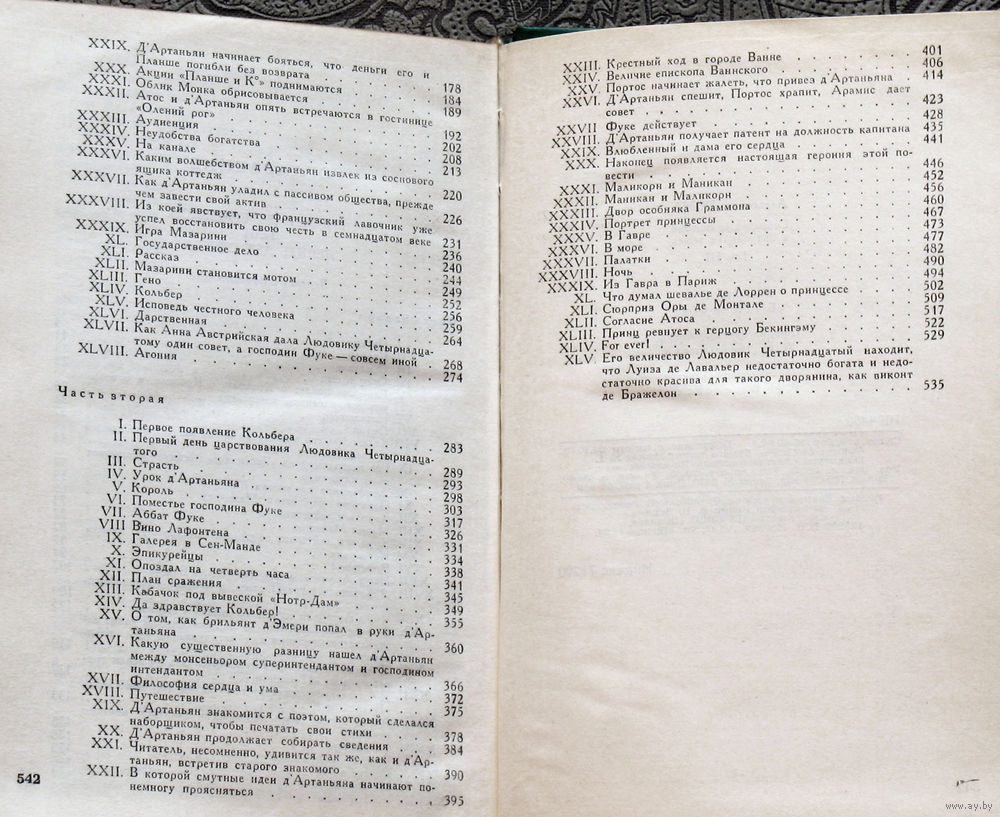 XXIX. Д'Артаньян начинает бояться, что деньги его и
Планше погибли без возврата . . . 178
XXX. Акции «Планше и К°» поднимаются . . . 184
XXXI. Облик Монка обрисовывается . . . 189
XXXII. Атос и д'Артаньян опять встречаются в гостинице
«Олений рог» . . . 192
XXXIII. Аудиенция . . . 202
XXXIV. Неудобства богатства . . . 208
XXXV. На канале . . . 213
XXXVI. Каким волшебством д'Артаньян извлек из соснового
ящика коттедж . . . 220
XXXVII. Как д'Артаньян уладил с пассивом общества, прежде
чем завести свой актив . . . 226
XXXVIII. Из коей явствует, что французский лавочник уже
успел восстановить свою честь в семнадцатом веке 231
XXXIX. Игра Мазарини . . . 236
XL. Государственное дело . . . 240
XLI. Рассказ . . . 244
XLII. Мазарини становится мотом . . . 249
XLIII. Гено . . . 252
XLIV. Кольбер . . . 256
XLV. Исповедь честного человека . . . 259
XLVI. Дарственная . . . 264
XLVII. Как Анна Австрийская дала Людовику Четырнадца-
тому один совет, а господин Фуке — совсем иной . 268
XLVIII. Агония . . . 274
Часть вторая
I. Первое появление Кольбера . . . 283
II. Первый день царствования Людовика Четырнадца-
того . . . 289
III. Страсть . . . 293
IV. Урок д'Артаньяна . . . 298
V. Король . . . 303
VI. Поместье господина Фуке . . . 317
VII. Аббат Фуке . . . 326
VIII Вино Лафонтена . . . 331
IX. Галерея в Сен-Манде . . . 334
X. Эпикурейцы . . . 338
XI. Опоздал на четверть часа . . . 341
XII. План сражения . . . 345
XIII. Кабачок под вывеской «Нотр-Дам» . . . 349
XIV. Да здравствует Кольбер! . . . 355
XV. О том, как брильянт д'Эмери попал в руки д'Ар-
таньяна . . . 360
XVI. Какую существенную разницу нашел д'Артаньян
между монсеньором суперинтендантом и господином
интендантом . . . 366
XVII. Философия сердца и ума . . . 372
XVIII. Путешествие . . . 375
XIX. Д'Артаньян знакомится с поэтом, который сделался
наборщиком, чтобы печатать свои стихи . . . 378
XX. Д'Артаньян продолжает собирать сведения . . . 384
XXI. Читатель, несомненно, удивится так же, как и д'Ар-
таньян, встретив старого знакомого . . . 390
XXII. В которой смутные идеи д'Артаньяна начинают по-
немногу проясняться . . . 395
542
XXIII. Крестный ход в городе Ванне . . . 401
XXIV. Величие епископа Ваннского . . . 406
XXV. Портос начинает жалеть, что привез д'Артаньяна . 414
XXVI. Д'Артаньян спешит, Портос храпит, Арамис дает
совет . . . 423
XXVII Фуке действует . . . 428
XXVIII. Д'Артаньян получает патент на должность капитана 435
XXIX. Влюбленный и дама его сердца . . . 441
XXX. Наконец появляется настоящая героиня этой по-
вести . . . 446
XXXI. Маликорн и Маникан . . . 452
XXXII. Маникан и Маликорн . . . 456
XXXIII. Двор особняка Граммона . . . 460
XXXIV. Портрет принцессы . . . 467
XXXV. В Гавре . . . 473
XXXVI. В море . . . 477
XXXVII. Палатки . . . 482
XXXVIII. Ночь . . . 490
XXXIX. Из Гавра в Париж . . . 494
XL. Что думал шевалье де Лоррен о принцессе . . . 502
XLI. Сюрприз Оры де Монтале . . . 509
XLII. Согласие Атоса . . . 517
XLIII. Принц ревнует к герцогу Бекингэму . . . 522
XLIV. For ever! . . . 529
XLV. Его величество Людовик Четырнадцатый находит,
что Луиза де Лавальер недостаточно богата и недо-
статочно красива для такого дворянина, как виконт
де Бражелон . . . 535
www.ay.by